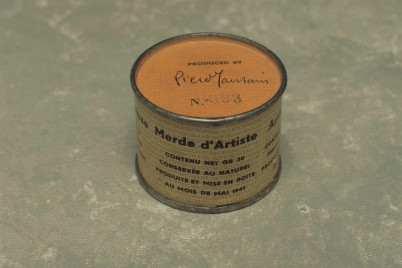 PRODUCED BY
Piero Manzoni
N.
Merde d'Artiste
CONTENU NET GR 30
CONSERVÉE AU NATUREL
PRODUITE ET MISE EN BOITE
AU MOIS DE MAI 1961